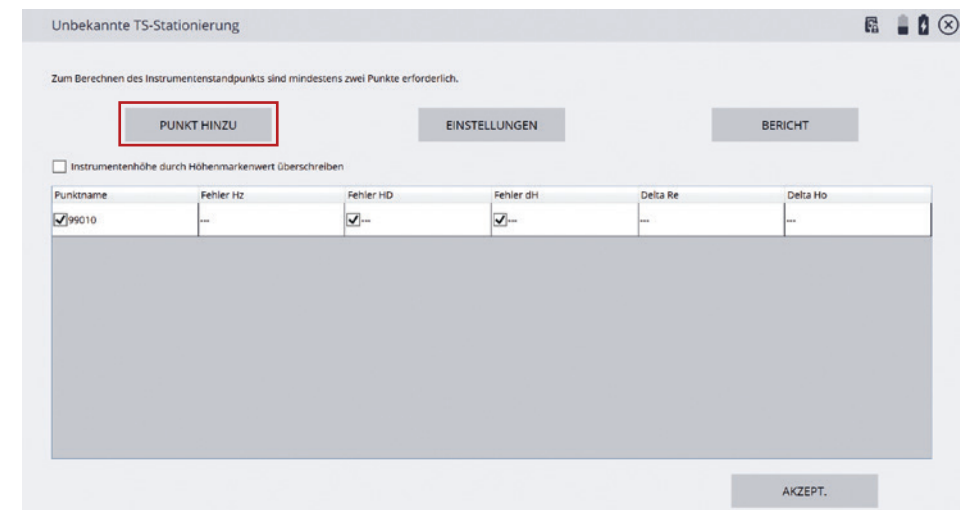 Unbekannte TS-Stationierung
Zum Berechnen des Instrumentenstandpunkts sind mindestens zwei Punkte erforderlich.
PUNKT HINZU EINSTELLUNGEN BERICHT
Instrumentenhöhe durch Höhenmarkenwert überschreiben
Punktname Fehler Hz Fehler HD Fehler dH Delta Re Delta Ho
99010 --- --- --- --- ---
AKZEPT.